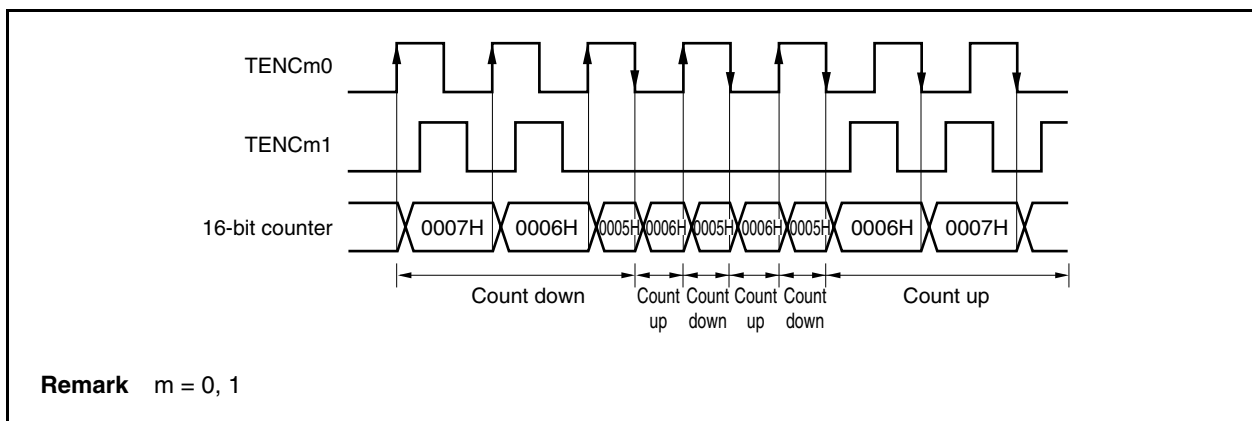 TENCm0
TENCm1
16-bit counter
0007H 0006H 0005H 0006H 0005H 0006H 0005H 0006H 0007H
Count down Count up Count down Count up Count down Count up
Remark m = 0, 1